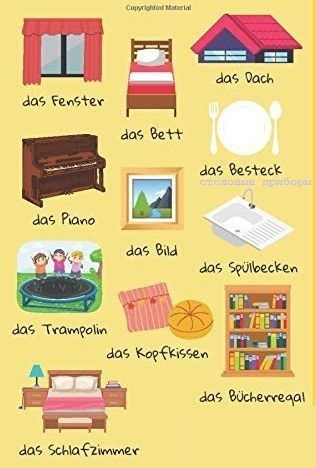 Copyrighted Material
das Fenster
das Bett
das Dach
das Piano
das Bild
das Besteck
столовые приборы
das Spülbecken
das Trampolin
das Kopfkissen
das Bücherregal
das Schlafzimmer